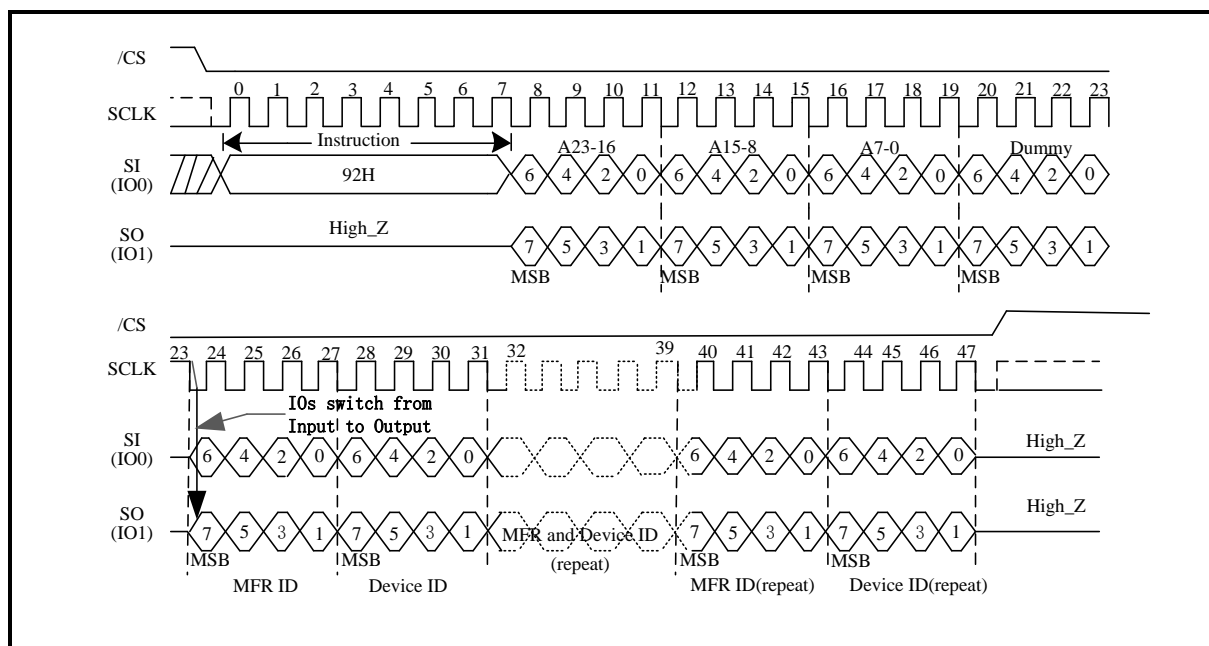 /CS
0 1 2 3 4 5 6 7 8 9 10 11 12 13 14 15 16 17 18 19 20 21 22 23
SCLK
Instruction A23-16 A15-8 A7-0 Dummy
SI
(IO0)
92H 6 4 2 0 6 4 2 0 6 4 2 0 6 4 2 0
SO
(IO1)
High_Z 7 5 3 1 7 5 3 1 7 5 3 1 7 5 3 1
MSB MSB MSB MSB
/CS
23 24 25 26 27 28 29 30 31 32 39 40 41 42 43 44 45 46 47
SCLK
IOs switch from
Input to Output
SI
(IO0)
6 4 2 0 6 4 2 0 6 4 2 0 6 4 2 0 High_Z
SO
(IO1)
7 5 3 1 7 5 3 1 MFR and Device ID 7 5 3 1 7 5 3 1 High_Z
(repeat)
MSB MSB MSB MSB
MFR ID Device ID MFR ID(repeat) Device ID(repeat)